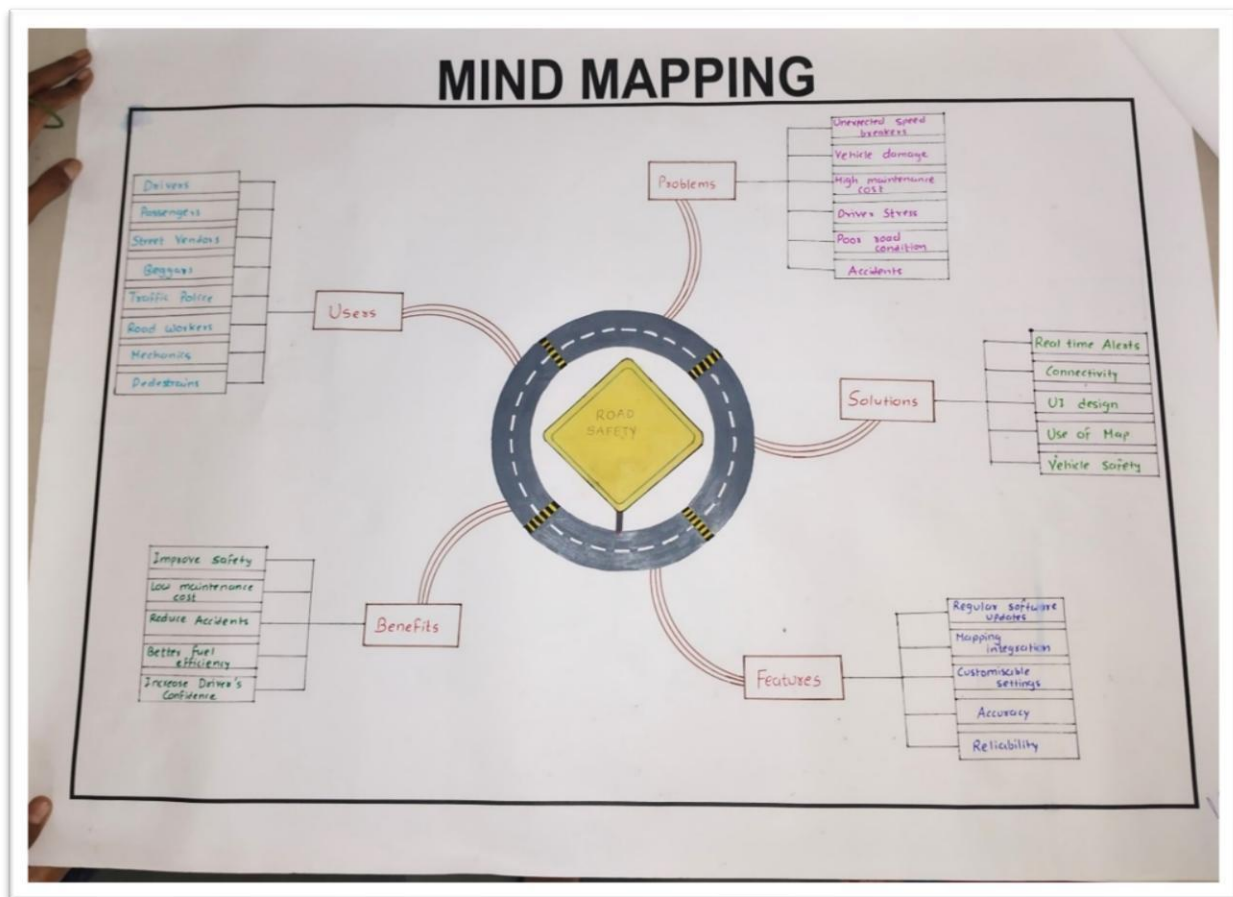 MIND MAPPING
Drivers
Passengers
Street Vendors
Beggars
Traffic Police
Road Workers
Mechanics
Pedestrains
Users
Problems
Unexpected speed
breakers
Vehicle damage
High maintenance
cost
Driver Stress
Poor road
condition
Accidents
ROAD
SAFETY
Solutions
Real time Alerts
Connectivity
UI design
Use of Map
Vehicle safety
Improve safety
Low maintenance
cost
Reduce Accidents
Better fuel
efficiency
Increase Driver's
Confidence
Benefits
Features
Regular software
updates
Mapping
integration
Customisable
settings
Accuracy
Reliability